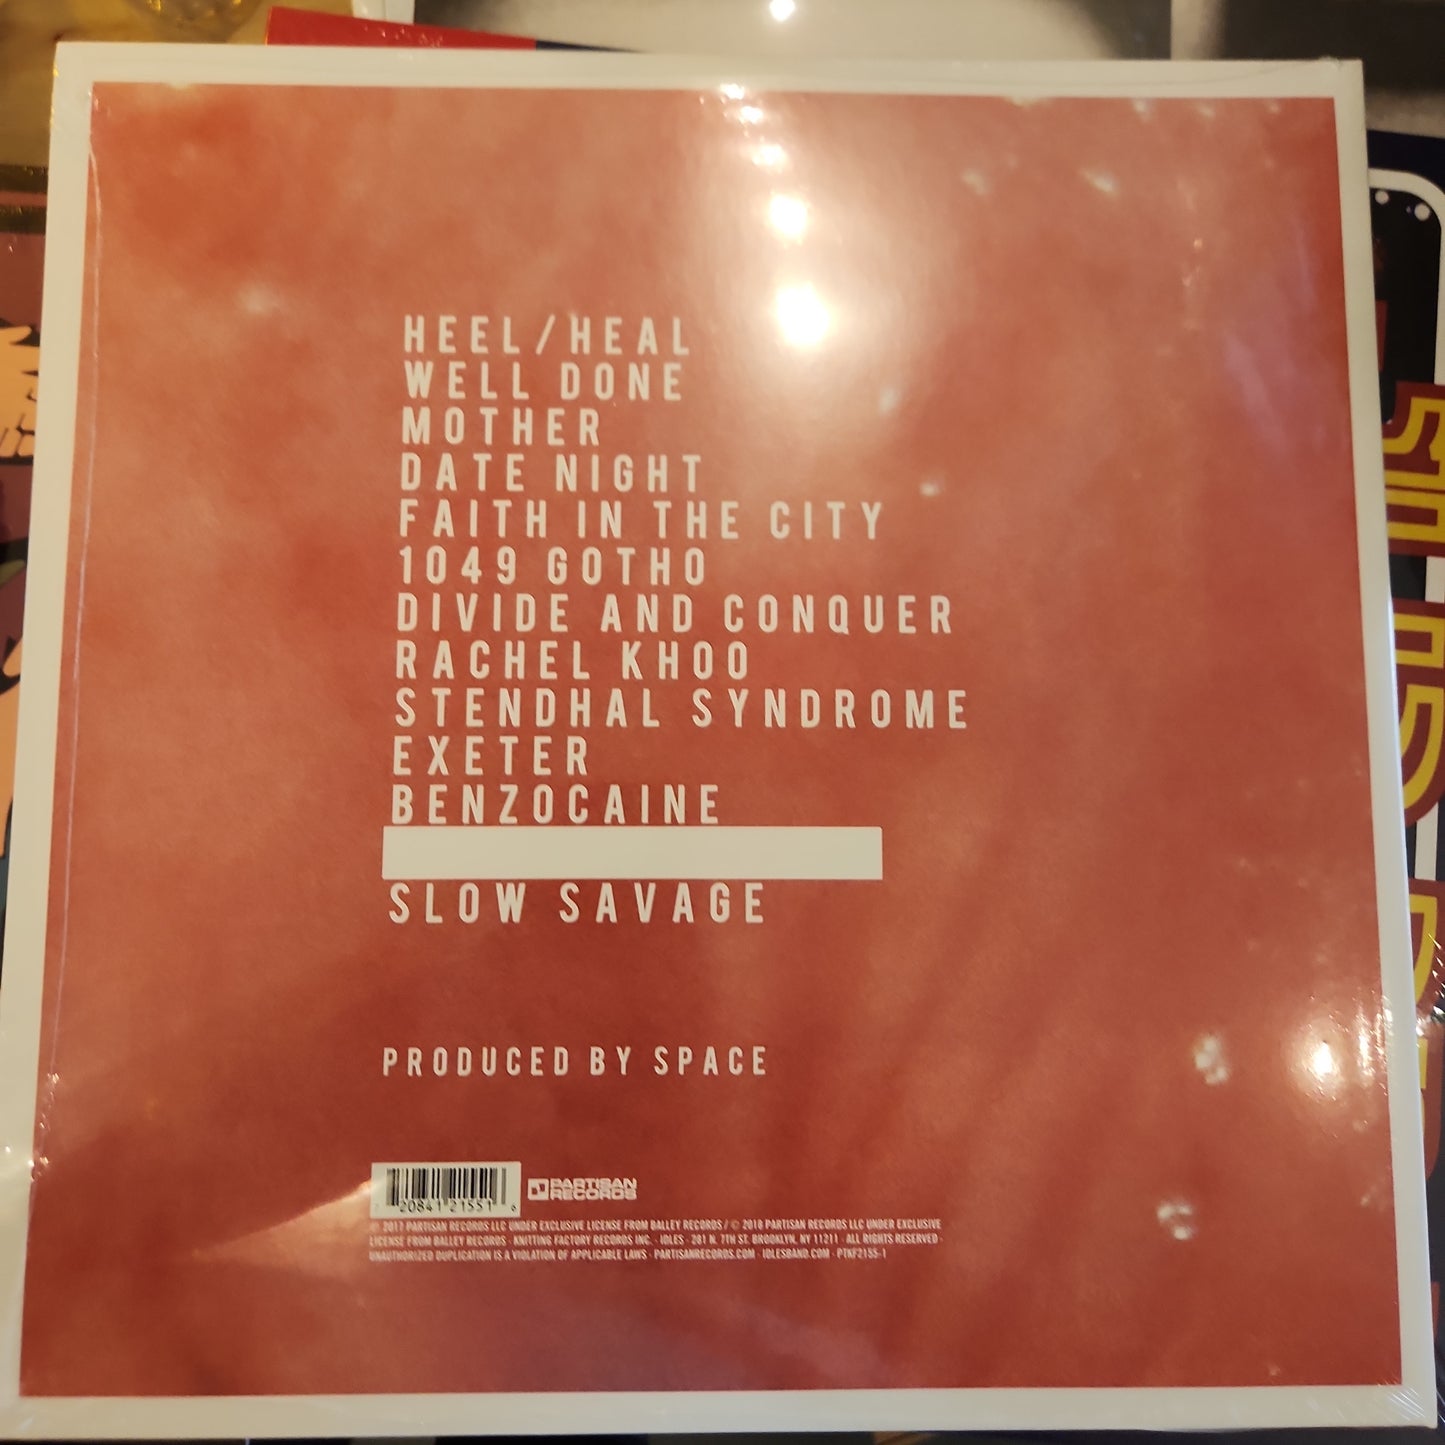 HEEL/HEAL
WELL DONE
MOTHER
DATE NIGHT
FAITH IN THE CITY
1049 GOTHO
DIVIDE AND CONQUER
RACHEL KHOO
STENDHAL SYNDROME
EXETER
BENZOCAINE
SLOW SAVAGE
PRODUCED BY SPACE
7 20841 21551 6
PARTISAN
RECORDS
℗ 2017 PARTISAN RECORDS LLC UNDER EXCLUSIVE LICENSE FROM BALLEY RECORDS / © 2018 PARTISAN RECORDS LLC UNDER EXCLUSIVE
LICENSE FROM BALLEY RECORDS · KNITTING FACTORY RECORDS INC. · IDLES · 281 N. 7TH ST. BROOKLYN, NY 11211 · ALL RIGHTS RESERVED ·
UNAUTHORIZED DUPLICATION IS A VIOLATION OF APPLICABLE LAWS · PARTISANRECORDS.COM · IDLESBAND.COM · PTKF2155-1